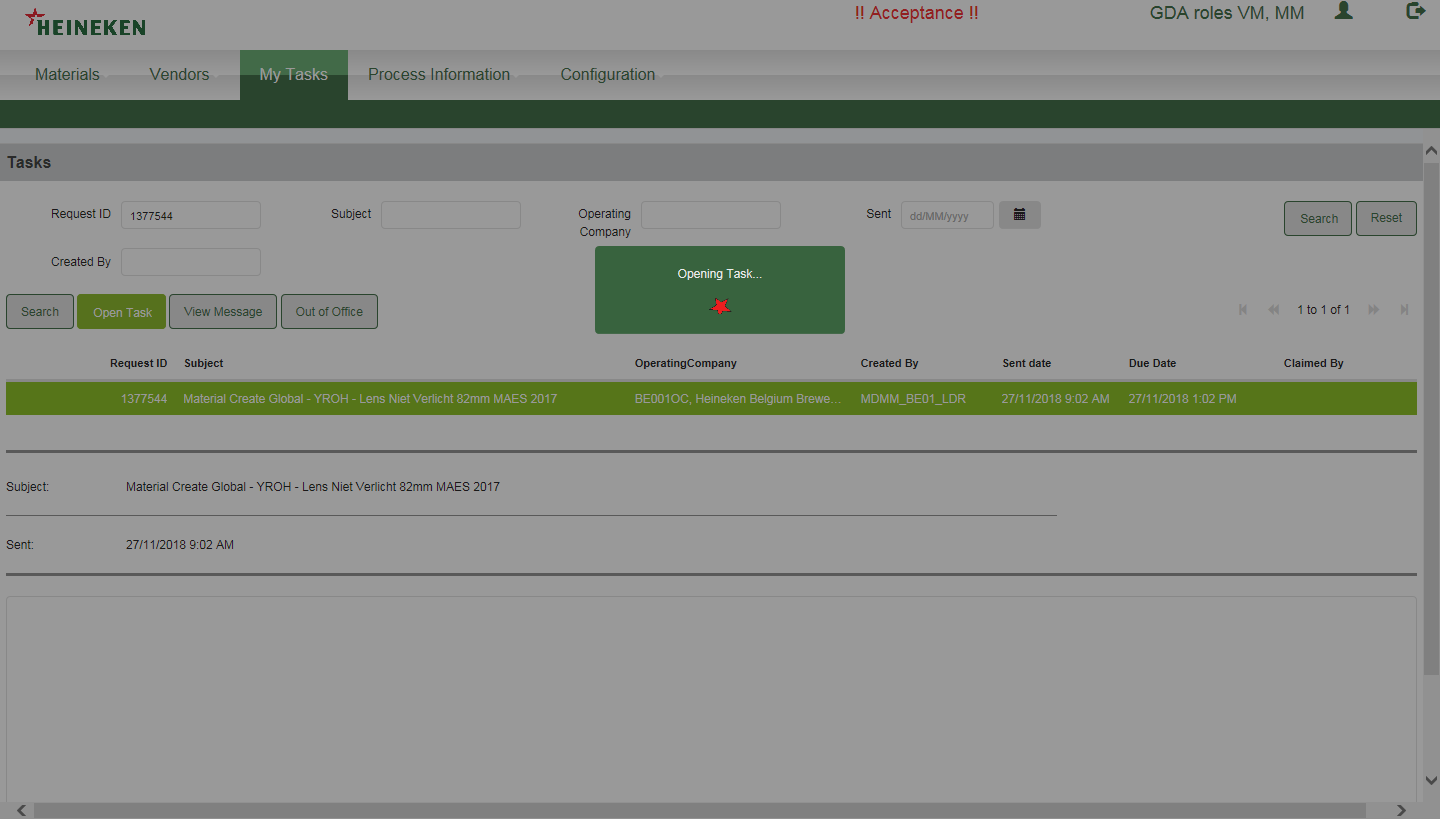 HEINEKEN
!! Acceptance !!
GDA roles VM, MM
Materials
Vendors
My Tasks
Process Information
Configuration
Tasks
Request ID
1377544
Subject
Operating
Company
Sent
dd/MM/yyyy
Search
Reset
Created By
Opening Task...
Search
Open Task
View Message
Out of Office
1 to 1 of 1
Request ID Subject OperatingCompany Created By Sent date Due Date Claimed By
1377544 Material Create Global - YROH - Lens Niet Verlicht 82mm MAES 2017 BE001OC, Heineken Belgium Brewe... MDMM_BE01_LDR 27/11/2018 9:02 AM 27/11/2018 1:02 PM
Subject: Material Create Global - YROH - Lens Niet Verlicht 82mm MAES 2017
Sent: 27/11/2018 9:02 AM